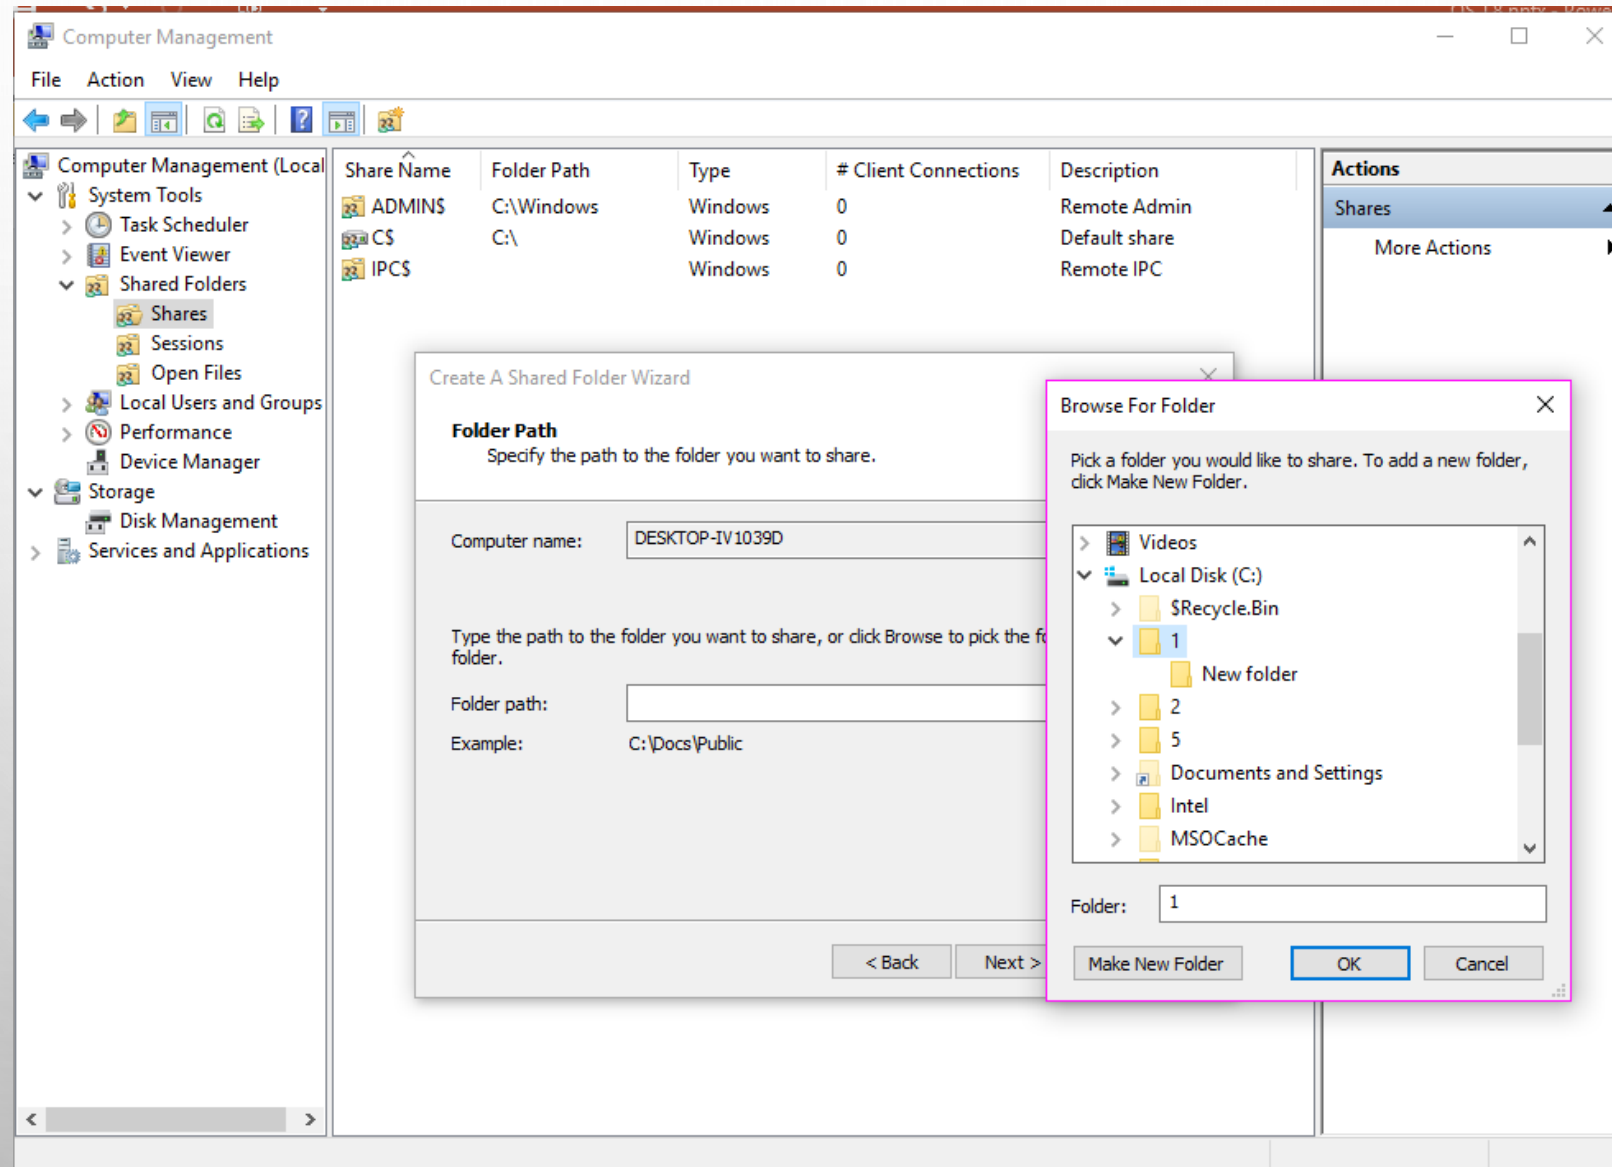 Computer Management
File Action View Help
Computer Management (Local
System Tools
Task Scheduler
Event Viewer
Shared Folders
Shares
Sessions
Open Files
Local Users and Groups
Performance
Device Manager
Storage
Disk Management
Services and Applications
Share Name Folder Path Type # Client Connections Description
ADMIN$ C:\Windows Windows 0 Remote Admin
C$ C:\ Windows 0 Default share
IPC$ Windows 0 Remote IPC
Actions
Shares
More Actions
Create A Shared Folder Wizard
Folder Path
Specify the path to the folder you want to share.
Computer name: DESKTOP-IV1039D
Type the path to the folder you want to share, or click Browse to pick the fo
folder.
Folder path:
Example: C:\Docs\Public
< Back Next >
Browse For Folder
Pick a folder you would like to share. To add a new folder,
click Make New Folder.
Videos
Local Disk (C:)
$Recycle.Bin
1
New folder
2
5
Documents and Settings
Intel
MSOCache
Folder: 1
Make New Folder OK Cancel